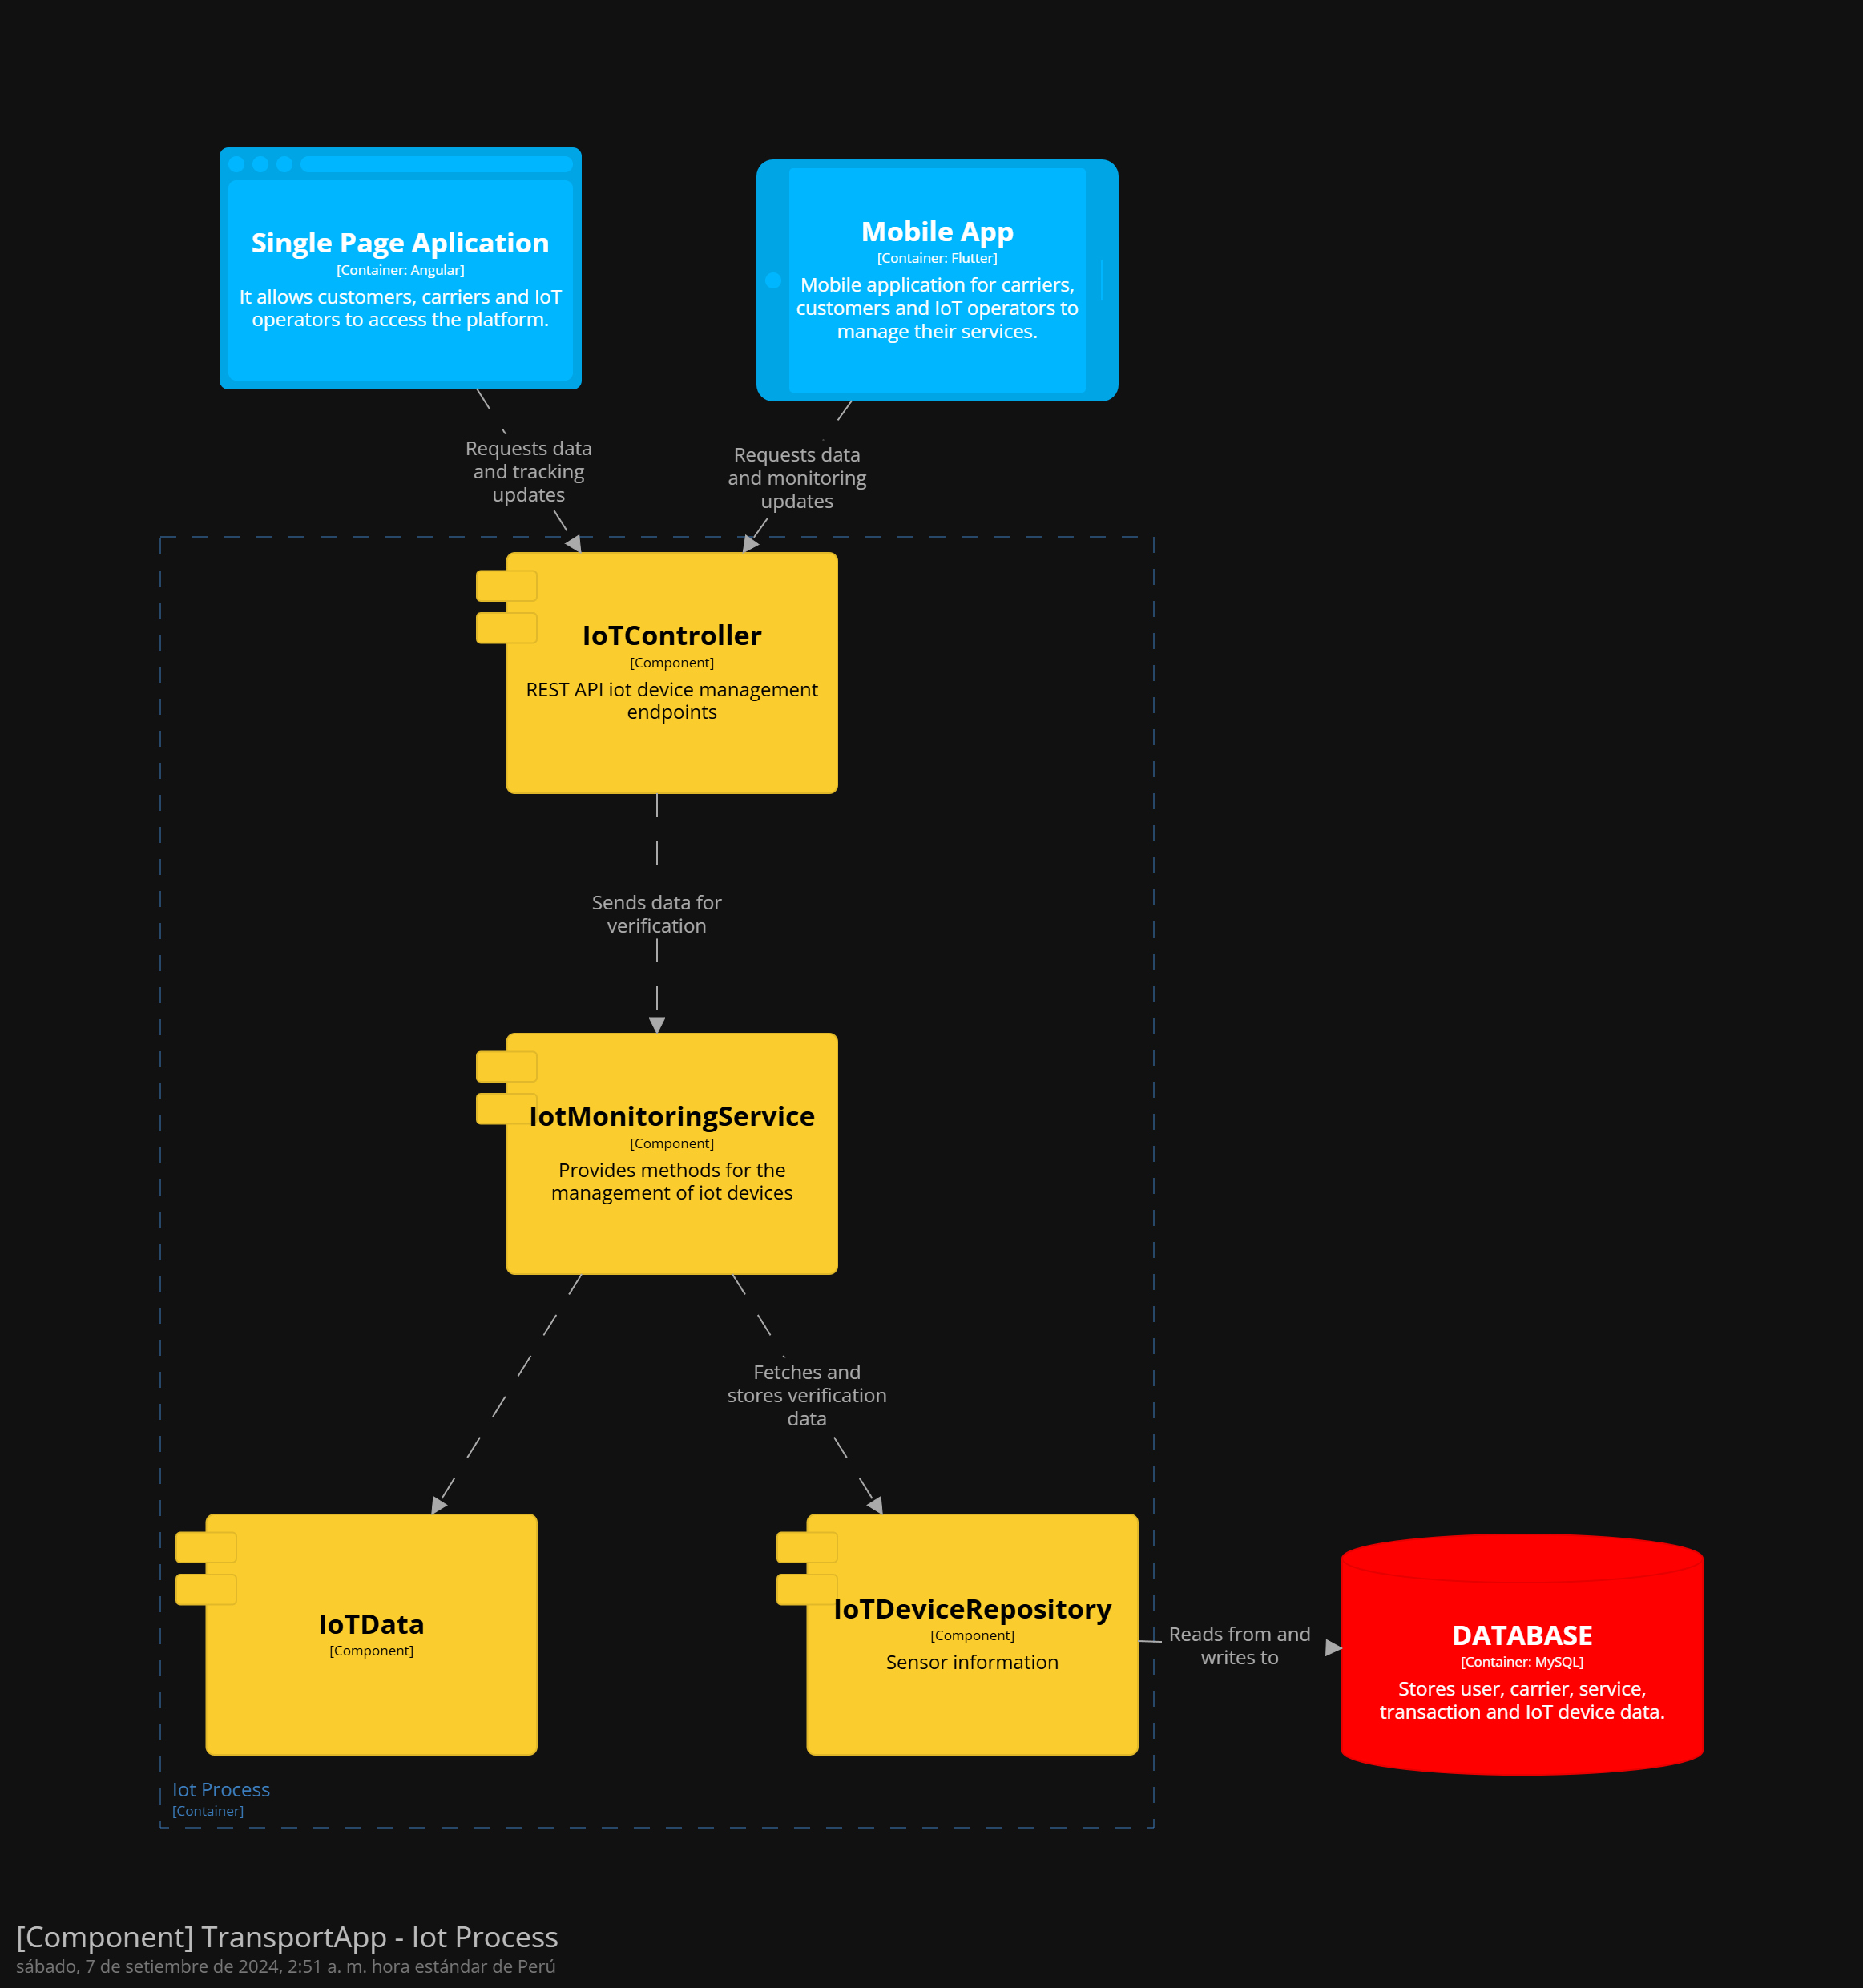 Single Page Aplication
[Container: Angular]
It allows customers, carriers and IoT
operators to access the platform.
Mobile App
[Container: Flutter]
Mobile application for carriers,
customers and IoT operators to
manage their services.
Requests data
and tracking
updates
Requests data
and monitoring
updates
IoTController
[Component]
REST API iot device management
endpoints
Sends data for
verification
IotMonitoringService
[Component]
Provides methods for the
management of iot devices
Fetches and
stores verification
data
IoTData
[Component]
IoTDeviceRepository
[Component]
Sensor information
Reads from and
writes to
DATABASE
[Container: MySQL]
Stores user, carrier, service,
transaction and IoT device data.
Iot Process
[Container]
[Component] TransportApp - Iot Process
sábado, 7 de setiembre de 2024, 2:51 a. m. hora estándar de Perú